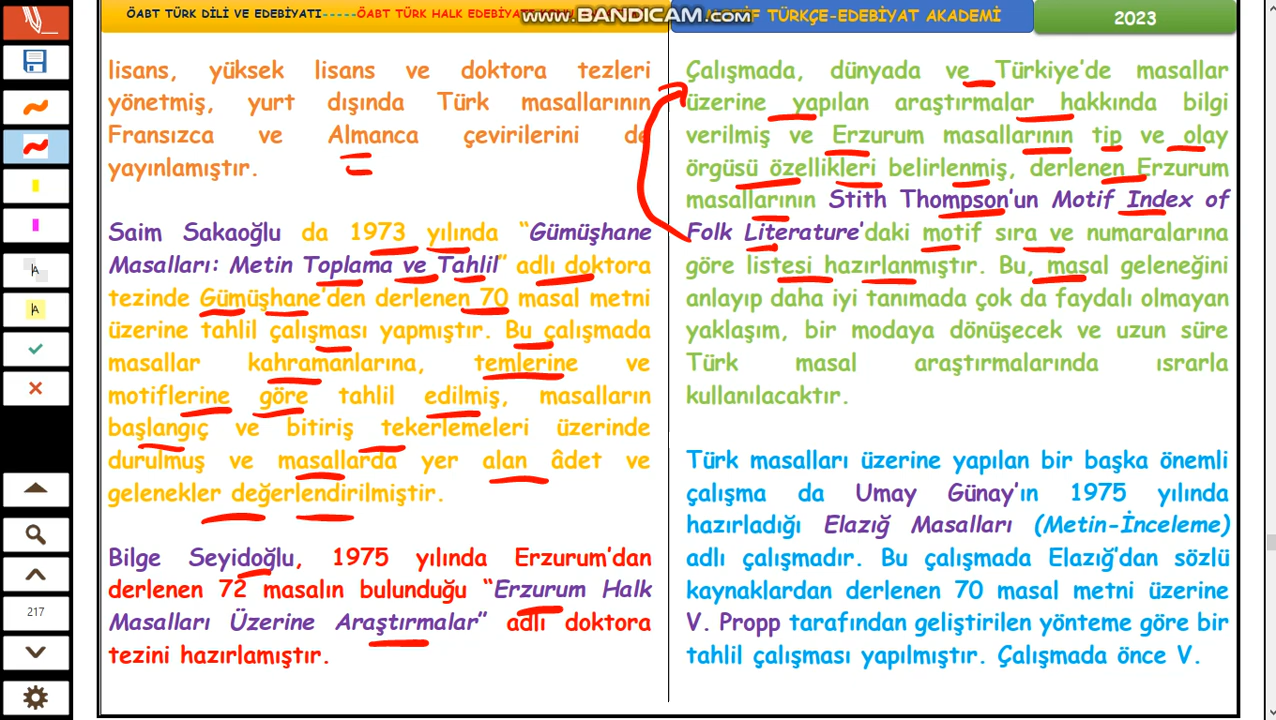 ÖABT TÜRK DİLİ VE EDEBİYATI-----ÖABT TÜRK HALK EDEBİYATI
www.BANDICAM.com
TÜRKÇE-EDEBİYAT AKADEMİ
2023
lisans, yüksek lisans ve doktora tezleri
yönetmiş, yurt dışında Türk masallarının
Fransızca ve Almanca çevirilerini de
yayınlamıştır.
Saim Sakaoğlu da 1973 yılında “Gümüşhane
Masalları: Metin Toplama ve Tahlil” adlı doktora
tezinde Gümüşhane’den derlenen 70 masal metni
üzerine tahlil çalışması yapmıştır. Bu çalışmada
masallar kahramanlarına, temlerine ve
motiflerine göre tahlil edilmiş, masalların
başlangıç ve bitiriş tekerlemeleri üzerinde
durulmuş ve masallarda yer alan âdet ve
gelenekler değerlendirilmiştir.
Bilge Seyidoğlu, 1975 yılında Erzurum’dan
derlenen 72 masalın bulunduğu “Erzurum Halk
Masalları Üzerine Araştırmalar” adlı doktora
tezini hazırlamıştır.
Çalışmada, dünyada ve Türkiye’de masallar
üzerine yapılan araştırmalar hakkında bilgi
verilmiş ve Erzurum masallarının tip ve olay
örgüsü özellikleri belirlenmiş, derlenen Erzurum
masallarının Stith Thompson’un Motif Index of
Folk Literature’daki motif sıra ve numaralarına
göre listesi hazırlanmıştır. Bu, masal geleneğini
anlayıp daha iyi tanımada çok da faydalı olmayan
yaklaşım, bir modaya dönüşecek ve uzun süre
Türk masal araştırmalarında ısrarla
kullanılacaktır.
Türk masalları üzerine yapılan bir başka önemli
çalışma da Umay Günay’ın 1975 yılında
hazırladığı Elazığ Masalları (Metin-İnceleme)
adlı çalışmadır. Bu çalışmada Elazığ’dan sözlü
kaynaklardan derlenen 70 masal metni üzerine
V. Propp tarafından geliştirilen yönteme göre bir
tahlil çalışması yapılmıştır. Çalışmada önce V.
217